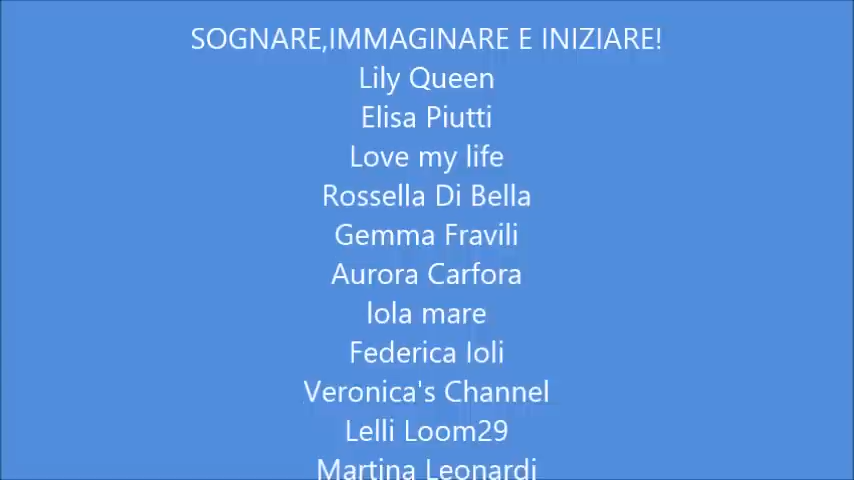 SOGNARE,IMMAGINARE E INIZIARE!
Lily Queen
Elisa Piutti
Love my life
Rossella Di Bella
Gemma Fravili
Aurora Carfora
lola mare
Federica Ioli
Veronica's Channel
Lelli Loom29
Martina Leonardi